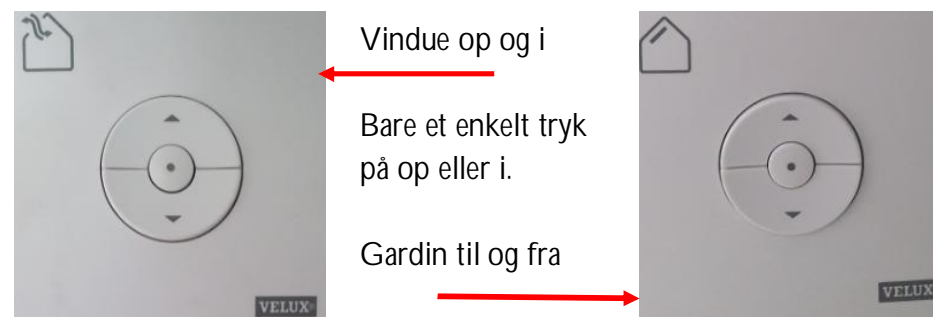 Vindue op og i
Bare et enkelt tryk
på op eller i.
Gardin til og fra
VELUX
VELUX